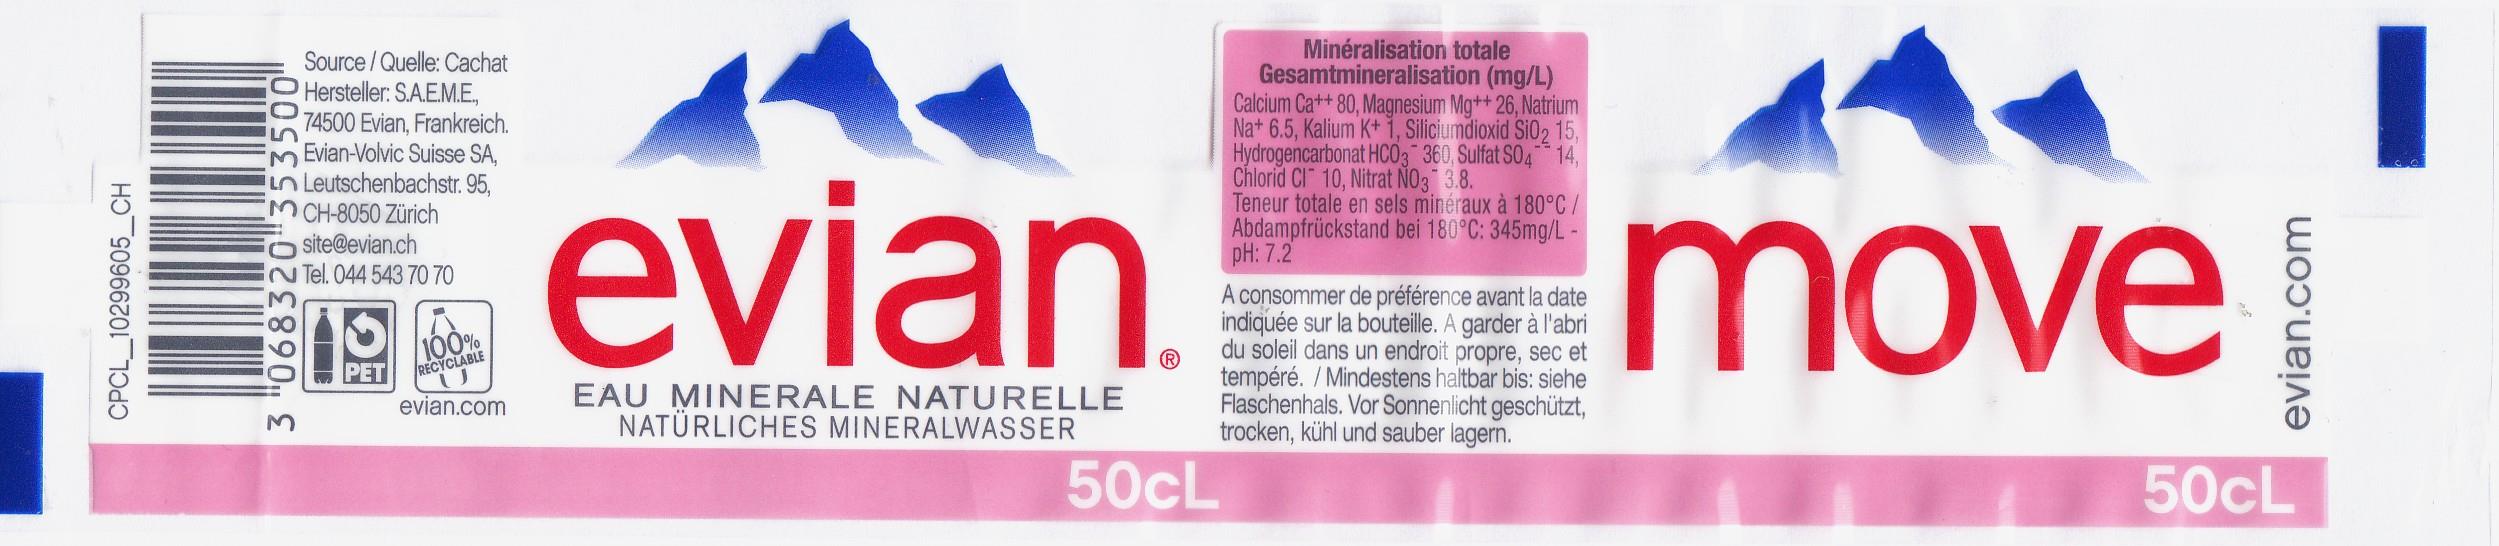 CPCL_10299605_CH
3 068320 353500
Source / Quelle: Cachat
Hersteller: S.A.E.M.E.,
74500 Evian, Frankreich.
Evian-Volvic Suisse SA,
Leutschenbachstr. 95,
CH-8050 Zürich
site@evian.ch
Tel. 044 543 70 70
PET
100%
RECYCLABLE
evian.com
evian®
EAU MINERALE NATURELLE
NATÜRLICHES MINERALWASSER
50cL
Minéralisation totale
Gesamtmineralisation (mg/L)
Calcium Ca++ 80, Magnesium Mg++ 26, Natrium
Na+ 6.5, Kalium K+ 1, Siliciumdioxid SiO2 15,
Hydrogencarbonat HCO3- 360, Sulfat SO4-- 14,
Chlorid Cl- 10, Nitrat NO3- 3.8.
Teneur totale en sels minéraux à 180°C /
Abdampfrückstand bei 180°C: 345mg/L -
pH: 7.2
A consommer de préférence avant la date
indiquée sur la bouteille. A garder à l'abri
du soleil dans un endroit propre, sec et
tempéré. / Mindestens haltbar bis: siehe
Flaschenhals. Vor Sonnenlicht geschützt,
trocken, kühl und sauber lagern.
move
50cL
evian.com